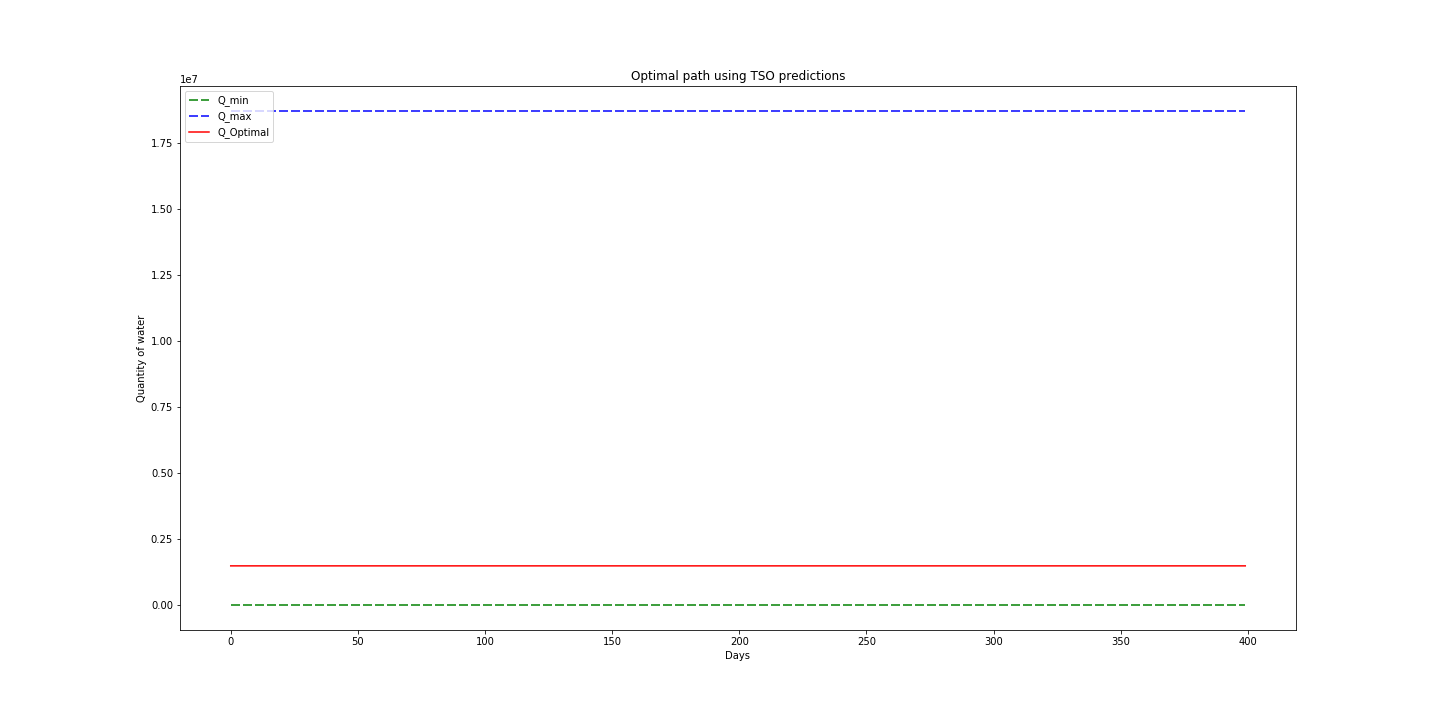 Optimal path using TSO predictions
1e7
Q_min
Q_max
Q_Optimal
1.75
1.50
1.25
1.00
0.75
0.50
0.25
0.00
Quantity of water
0 50 100 150 200 250 300 350 400
Days